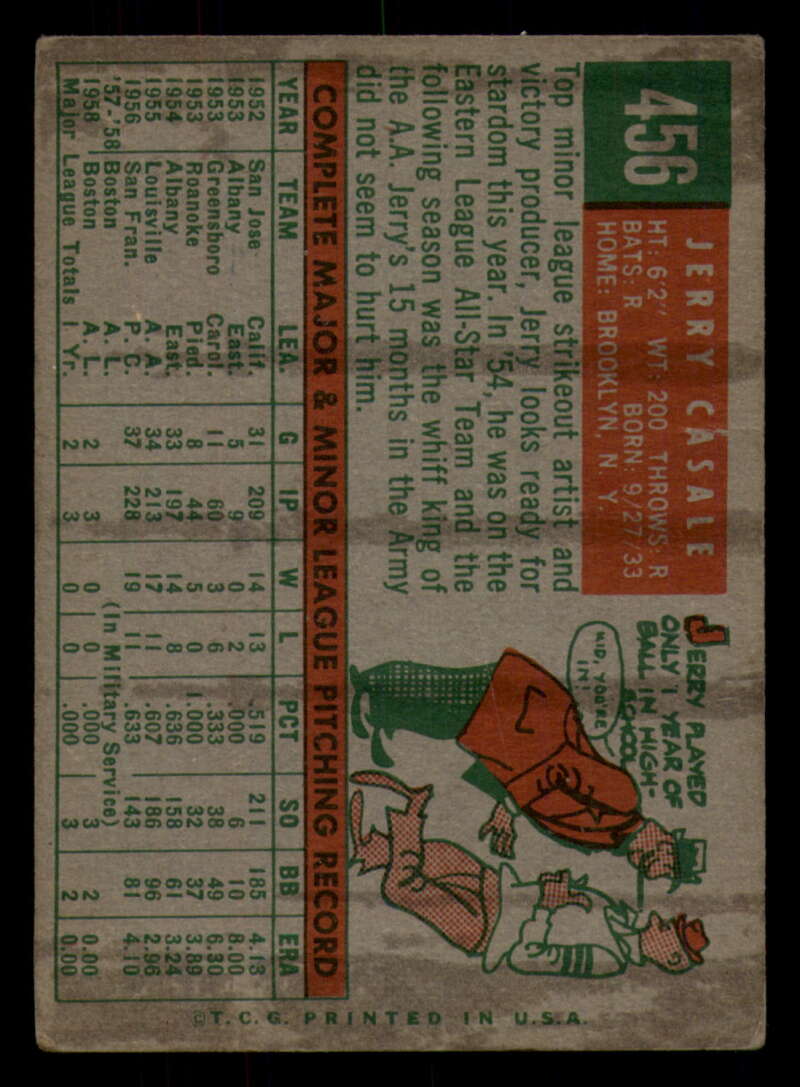 456
JERRY CASALE
HT: 6'2" WT: 200 THROWS: R
BATS: R BORN: 9/27/33
HOME: BROOKLYN, N. Y.
Top minor league strikeout artist and
victory producer, Jerry looks ready for
stardom this year. In '54, he was on the
Eastern League All-Star Team and the
following season was the whiff king of
the A.A. Jerry's 15 months in the Army
did not seem to hurt him.
JERRY PLAYED
ONLY 1 YEAR OF
BALL IN HIGH-
SCHOOL
KID, YOU'RE
IN!
COMPLETE MAJOR & MINOR LEAGUE PITCHING RECORD
YEAR TEAM LEA. G IP W L PCT SO BB ERA
1952 San Jose Calif. 31 209 14 13 .519 211 185 4.13
1953 Albany East. 5 9 0 2 .000 6 10 8.00
1953 Greensboro Carol. 11 60 3 6 .333 38 49 6.30
1953 Roanoke Pied. 8 44 5 0 1.000 32 37 3.89
1954 Albany East. 33 197 14 8 .636 158 61 3.24
1955 Louisville A. A. 34 213 17 11 .607 186 96 2.96
1956 San Fran. P. C. 37 228 19 11 .633 143 81 4.10
'57-'58 Boston A. L. (In Military Service)
1958 Boston A. L. 2 3 0 0 .000 3 2 0.00
Major League Totals 1 Yr. 2 3 0 0 .000 3 2 0.00
©T.C.G. PRINTED IN U.S.A.